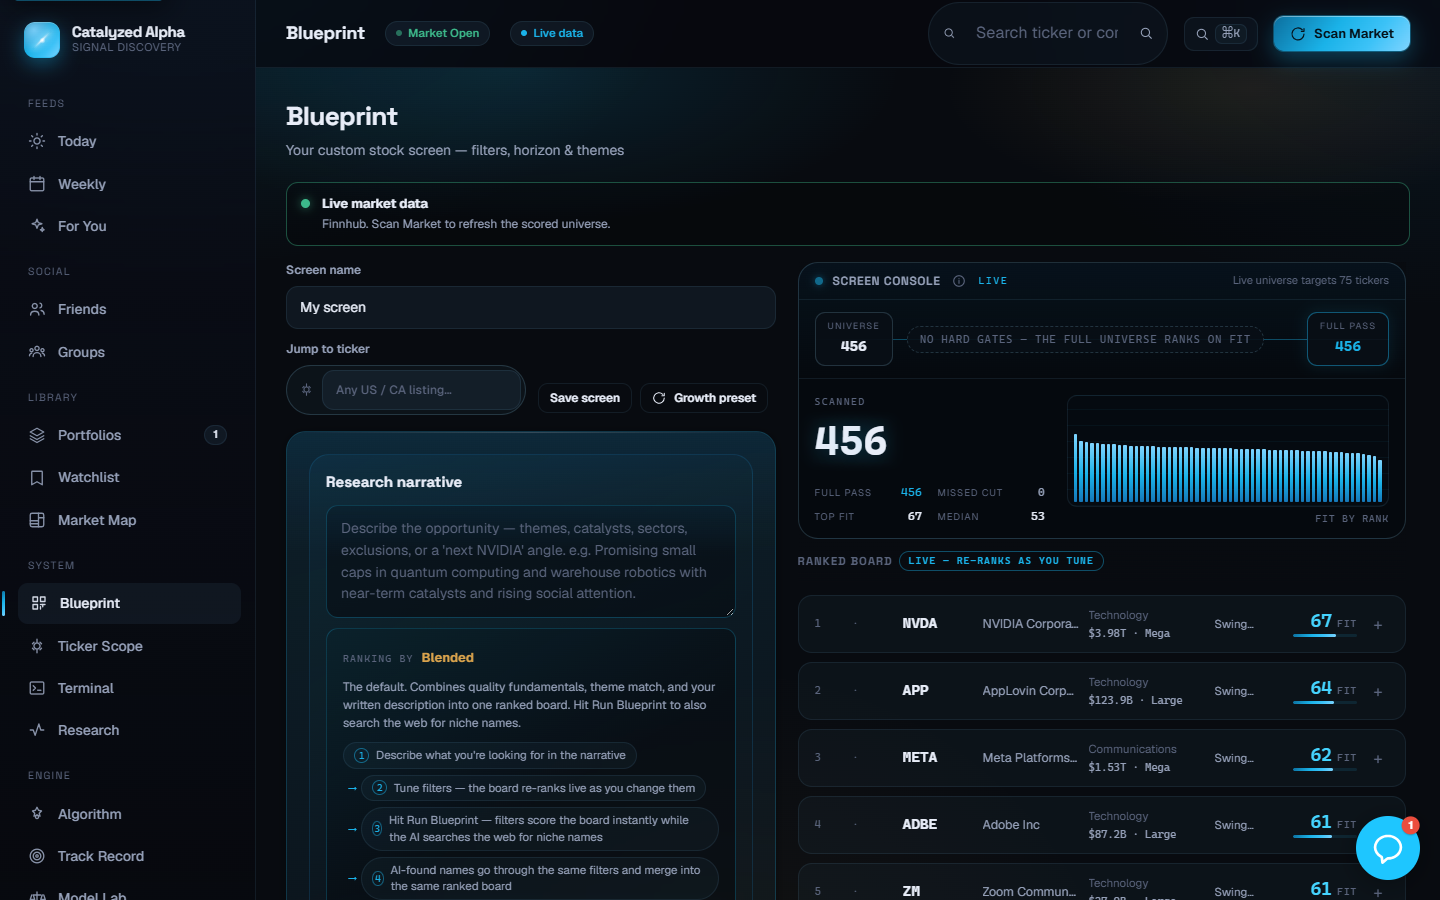 Catalyzed Alpha
SIGNAL DISCOVERY
FEEDS
Today
Weekly
For You
SOCIAL
Friends
Groups
LIBRARY
Portfolios
1
Watchlist
Market Map
SYSTEM
Blueprint
Ticker Scope
Terminal
Research
ENGINE
Algorithm
Track Record
Model Lab
Blueprint
Market Open
Live data
Search ticker or cor
⌘K
Scan Market
Blueprint
Your custom stock screen — filters, horizon & themes
Live market data
Finnhub. Scan Market to refresh the scored universe.
Screen name
My screen
Jump to ticker
Any US / CA listing…
Save screen
Growth preset
Research narrative
Describe the opportunity — themes, catalysts, sectors,
exclusions, or a 'next NVIDIA' angle. e.g. Promising small
caps in quantum computing and warehouse robotics with
near-term catalysts and rising social attention.
RANKING BY Blended
The default. Combines quality fundamentals, theme match, and your
written description into one ranked board. Hit Run Blueprint to also
search the web for niche names.
1 Describe what you're looking for in the narrative
→ 2 Tune filters — the board re-ranks live as you change them
→ 3 Hit Run Blueprint — filters score the board instantly while
the AI searches the web for niche names
→ 4 AI-found names go through the same filters and merge into
the same ranked board
SCREEN CONSOLE
LIVE
Live universe targets 75 tickers
UNIVERSE
456
NO HARD GATES — THE FULL UNIVERSE RANKS ON FIT
FULL PASS
456
SCANNED
456
FULL PASS 456 MISSED CUT 0
TOP FIT 67 MEDIAN 53
FIT BY RANK
RANKED BOARD
LIVE — RE-RANKS AS YOU TUNE
1 · NVDA NVIDIA Corpora… Technology $3.98T · Mega Swing… 67 FIT +
2 · APP AppLovin Corp… Technology $123.9B · Large Swing… 64 FIT +
3 · META Meta Platforms… Communications $1.53T · Mega Swing… 62 FIT +
4 · ADBE Adobe Inc Technology $87.2B · Large Swing… 61 FIT
1
5 · ZM Zoom Commun… Technology Swing… 61 FIT +